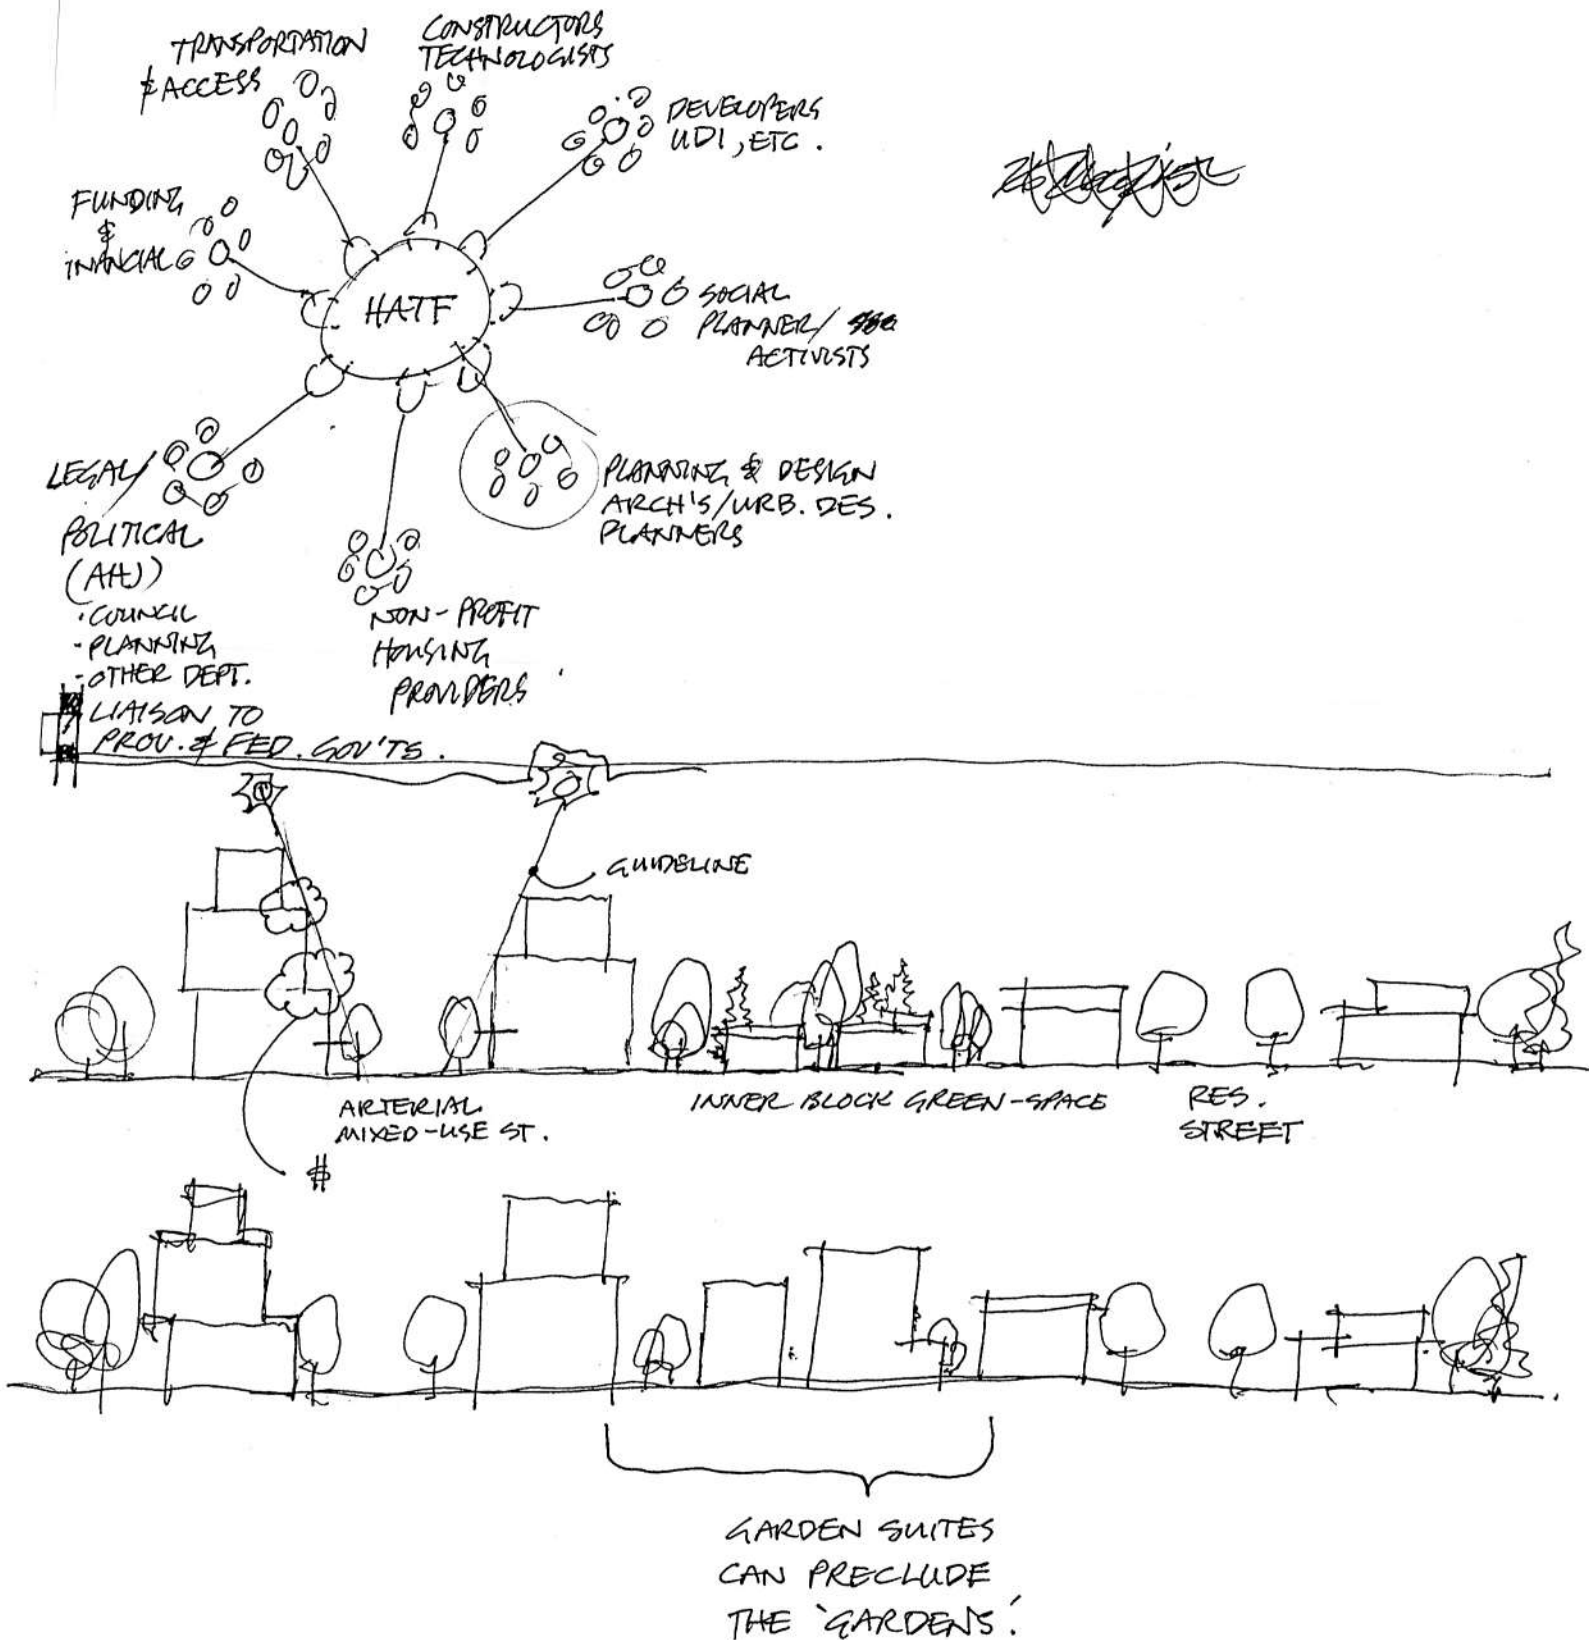 TRANSPORTATION
& ACCESS
CONSTRUCTORS
TECHNOLOGISTS
DEVELOPERS
UDI, ETC.
FUNDING
&
FINANCIAL
HATF
SOCIAL
PLANNER/
ACTIVISTS
LEGAL/
POLITICAL
(AHJ)
· COUNCIL
- PLANNING
- OTHER DEPT.
LIAISON TO
PROV. & FED. GOV'TS.
PLANNING & DESIGN
ARCH'S/URB. DES.
PLANNERS
NON-PROFIT
HOUSING
PROVIDERS
GUIDELINE
ARTERIAL
MIXED-USE ST.
INNER BLOCK GREEN-SPACE
RES.
STREET
GARDEN SUITES
CAN PRECLUDE
THE 'GARDENS'.